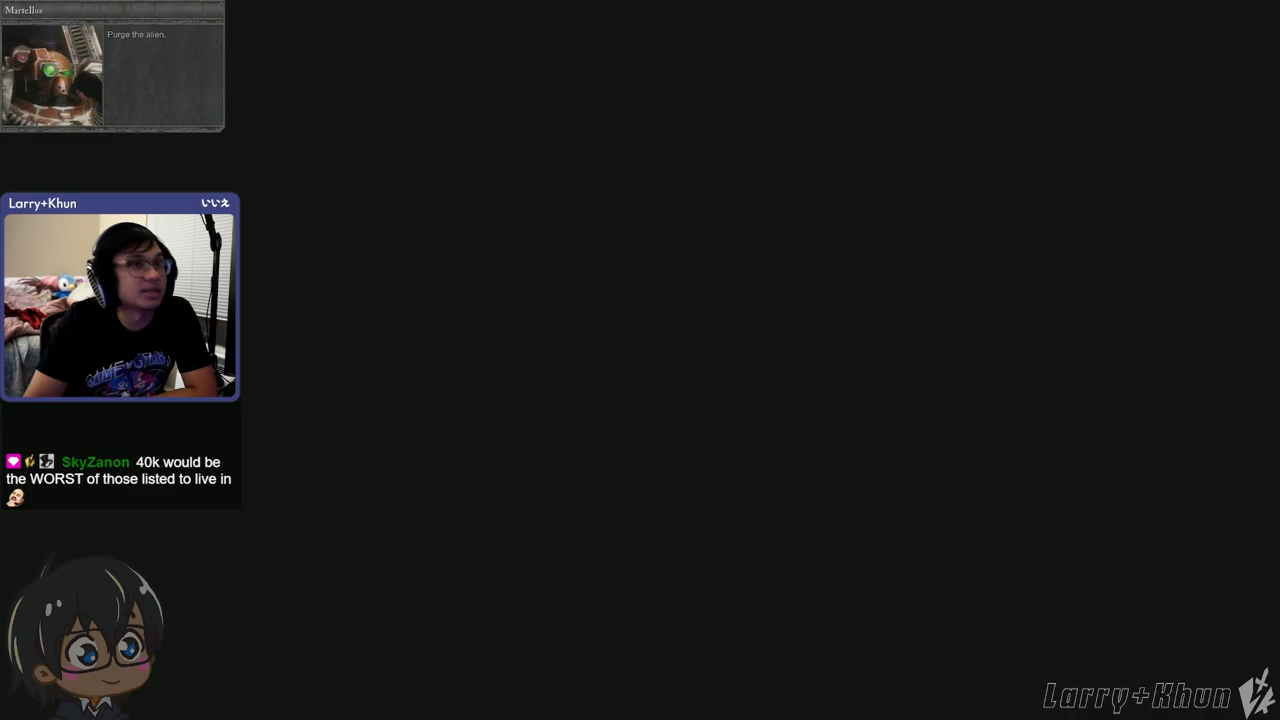 Martellus
Purge the alien.
Larry+Khun いいえ
SkyZanon 40k would be
the WORST of those listed to live in
Larry+Khun